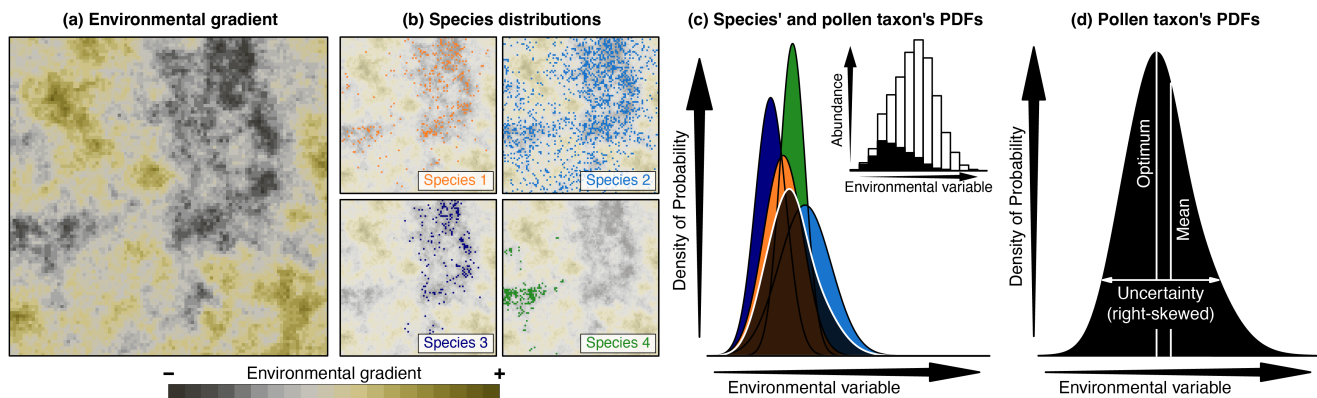 (a) Environmental gradient
(b) Species distributions
(c) Species' and pollen taxon's PDFs
(d) Pollen taxon's PDFs
Species 1
Species 2
Species 3
Species 4
− Environmental gradient +
Density of Probability
Environmental variable
Abundance
Environmental variable
Density of Probability
Optimum
Mean
Uncertainty
(right-skewed)
Environmental variable